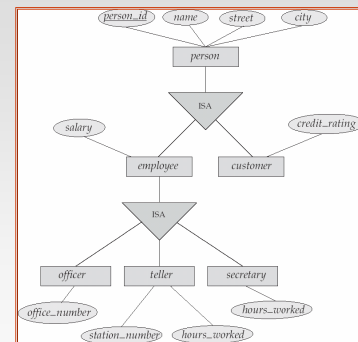 person_id name street city
person
ISA
salary
credit_rating
employee customer
ISA
officer teller secretary
office_number
hours_worked
station_number hours_worked